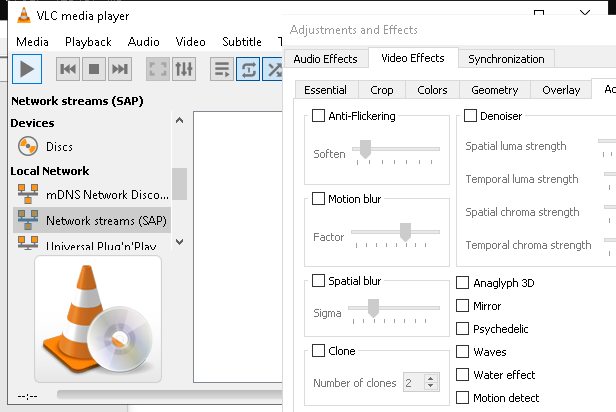 VLC media player
Media Playback Audio Video Subtitle
Network streams (SAP)
Devices
Discs
Local Network
mDNS Network Disco...
Network streams (SAP)
Universal Plug'n'Play
--:--
Adjustments and Effects
Audio Effects Video Effects Synchronization
Essential Crop Colors Geometry Overlay
Anti-Flickering
Soften
Motion blur
Factor
Spatial blur
Sigma
Clone
Number of clones 2
Denoiser
Spatial luma strength
Temporal luma strength
Spatial chroma strength
Temporal chroma strength
Anaglyph 3D
Mirror
Psychedelic
Waves
Water effect
Motion detect